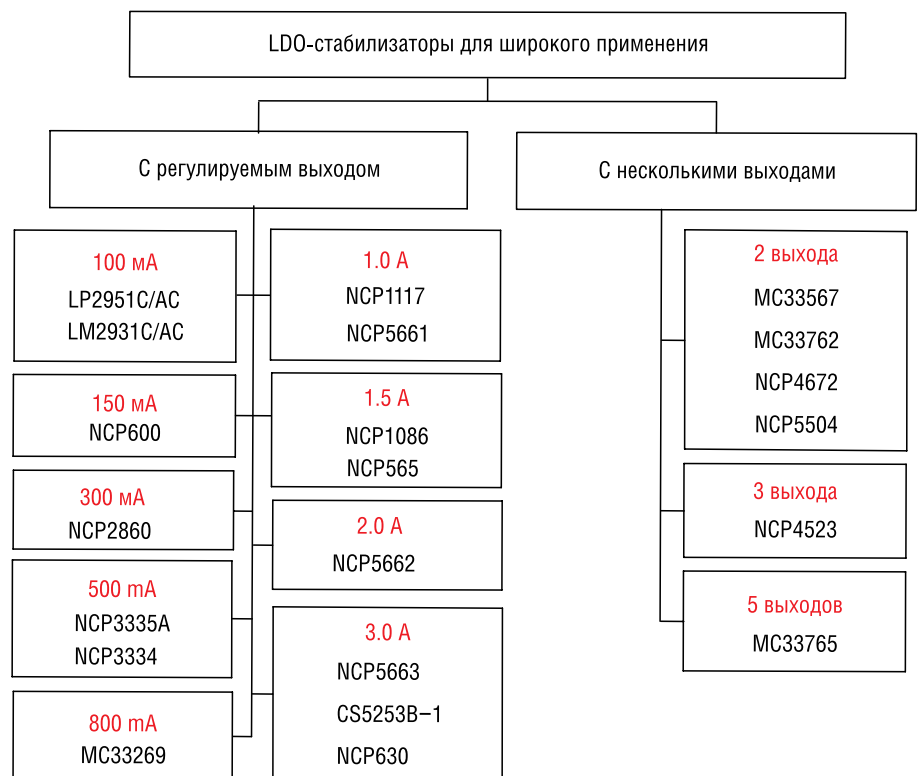 LDO-стабилизаторы для широкого применения
С регулируемым выходом
С несколькими выходами
100 мА
LP2951C/AC
LM2931C/AC
150 мА
NCP600
300 мА
NCP2860
500 mA
NCP3335A
NCP3334
800 mA
MC33269
1.0 А
NCP1117
NCP5661
1.5 А
NCP1086
NCP565
2.0 А
NCP5662
3.0 А
NCP5663
CS5253B–1
NCP630
2 выхода
MC33567
MC33762
NCP4672
NCP5504
3 выхода
NCP4523
5 выходов
MC33765